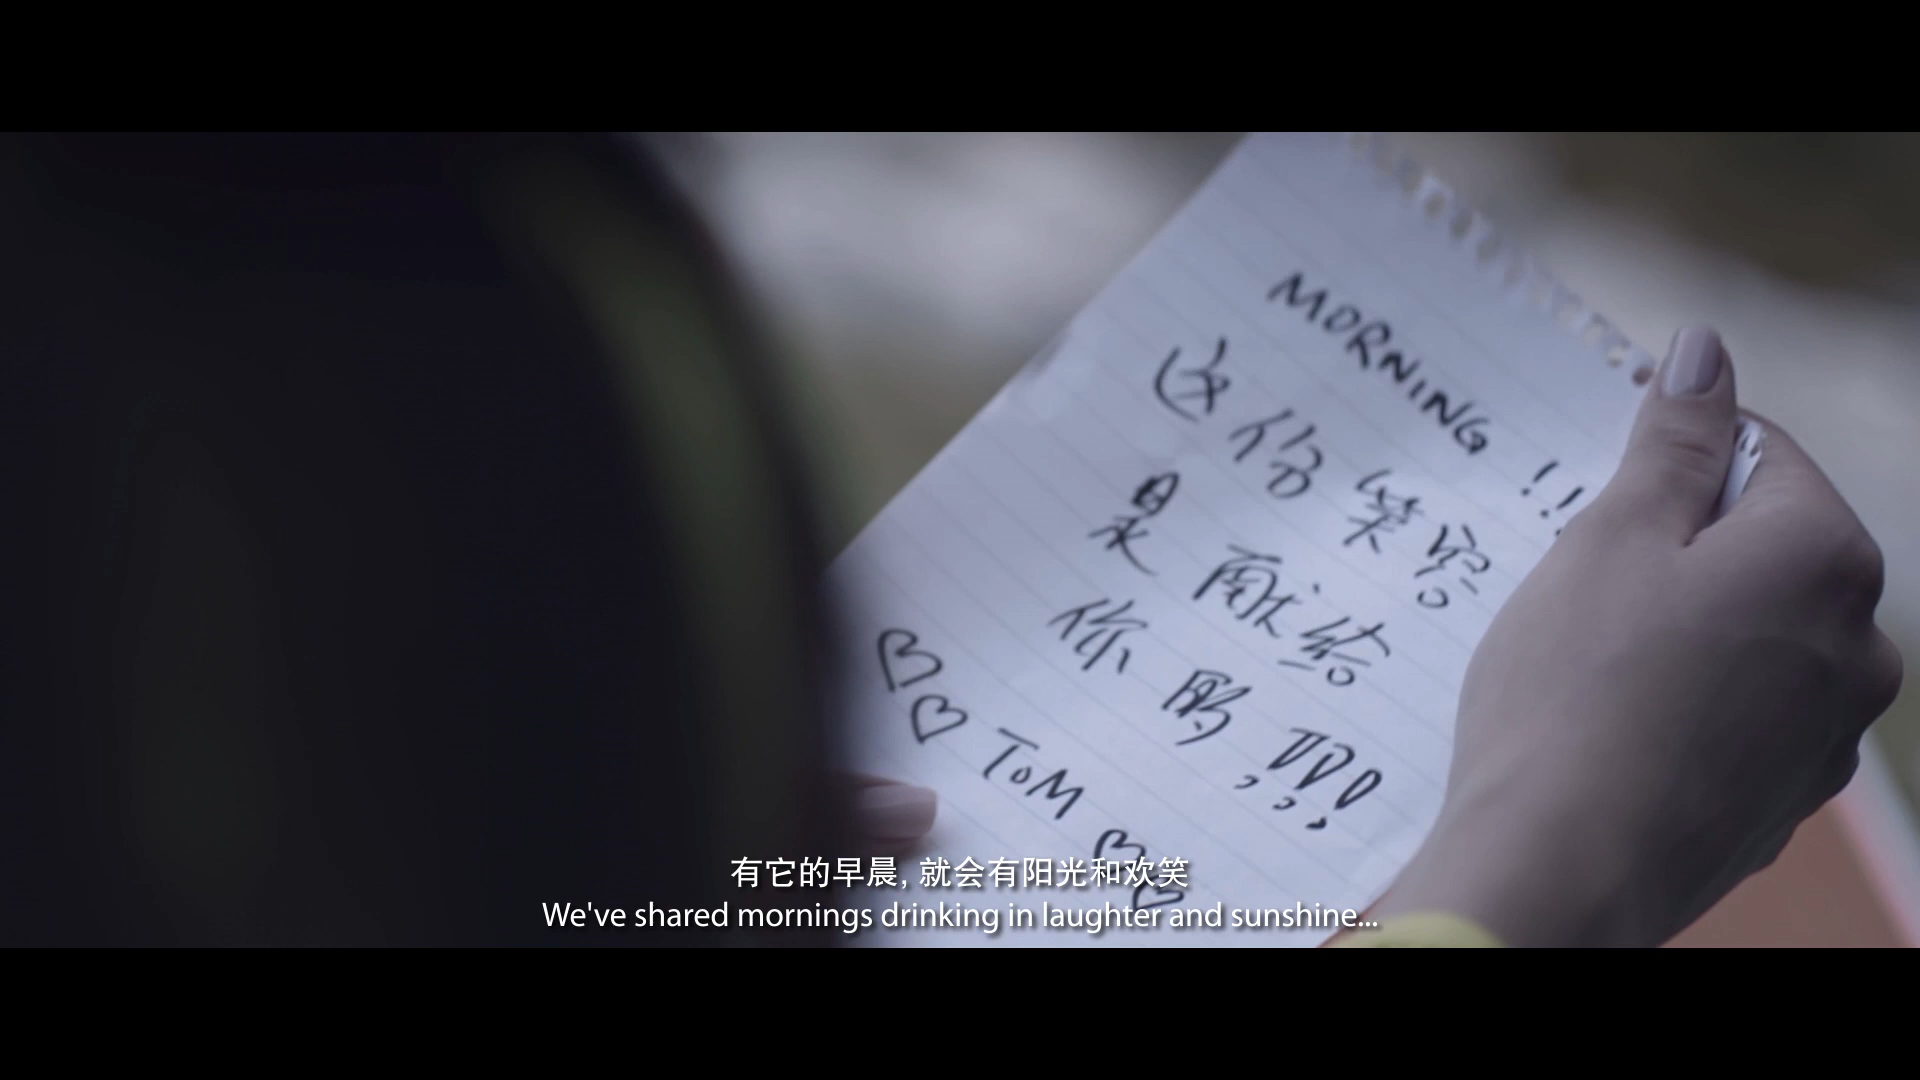 MORNING !!
这份笑容
是献给
你的,!!!
TOM
有它的早晨, 就会有阳光和欢笑
We've shared mornings drinking in laughter and sunshine...